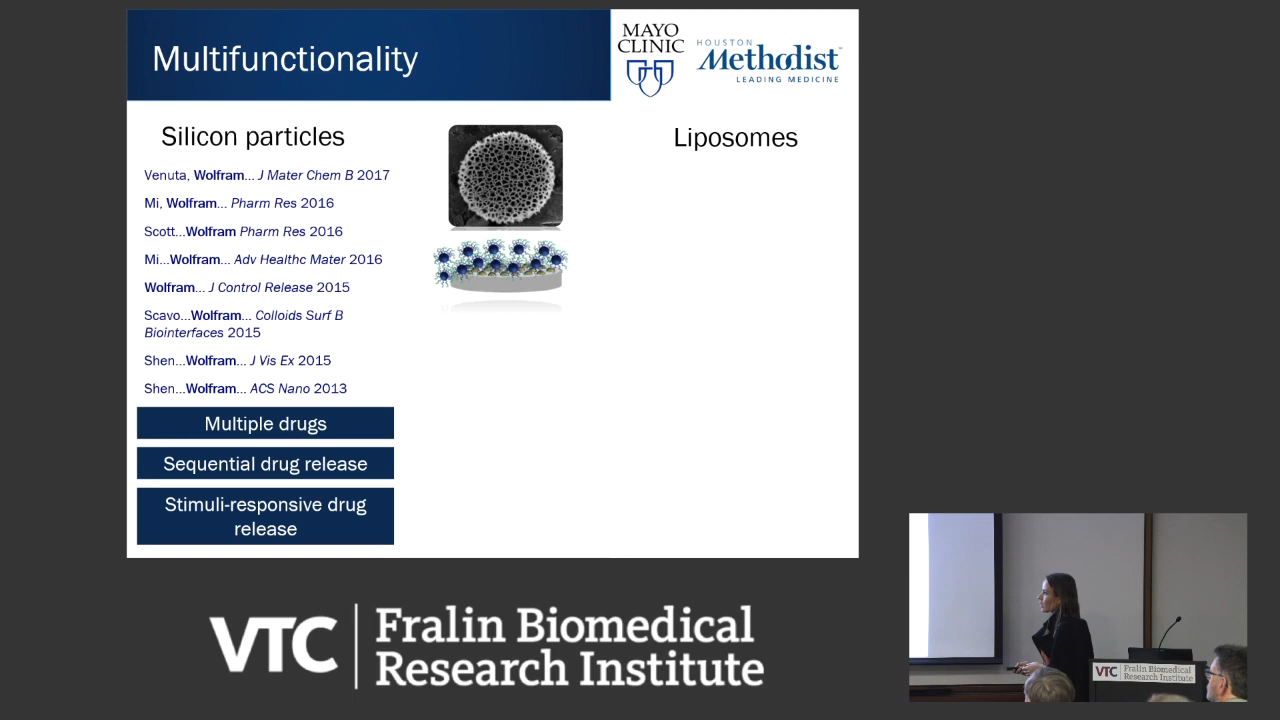 Multifunctionality
MAYO
CLINIC
HOUSTON
Methodist
LEADING MEDICINE
Silicon particles
Liposomes
Venuta, Wolfram... J Mater Chem B 2017
Mi, Wolfram... Pharm Res 2016
Scott...Wolfram Pharm Res 2016
Mi...Wolfram... Adv Healthc Mater 2016
Wolfram... J Control Release 2015
Scavo...Wolfram... Colloids Surf B
Biointerfaces 2015
Shen...Wolfram... J Vis Ex 2015
Shen...Wolfram... ACS Nano 2013
Multiple drugs
Sequential drug release
Stimuli-responsive drug
release
VTC
Fralin Biomedical
Research Institute
VTC
Fralin Biomedical
Research Institute